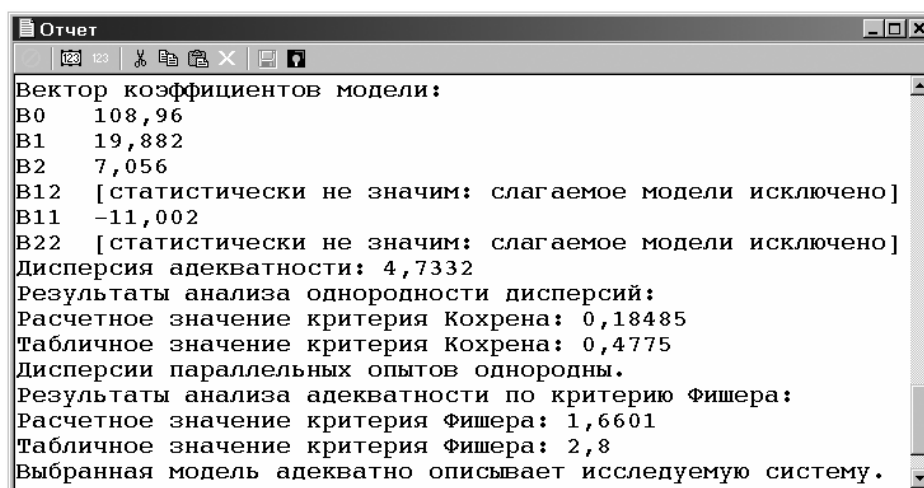 Отчет
123 123
Вектор коэффициентов модели:
B0 108,96
B1 19,882
B2 7,056
B12 [статистически не значим: слагаемое модели исключено]
B11 -11,002
B22 [статистически не значим: слагаемое модели исключено]
Дисперсия адекватности: 4,7332
Результаты анализа однородности дисперсий:
Расчетное значение критерия Кохрена: 0,18485
Табличное значение критерия Кохрена: 0,4775
Дисперсии параллельных опытов однородны.
Результаты анализа адекватности по критерию Фишера:
Расчетное значение критерия Фишера: 1,6601
Табличное значение критерия Фишера: 2,8
Выбранная модель адекватно описывает исследуемую систему.